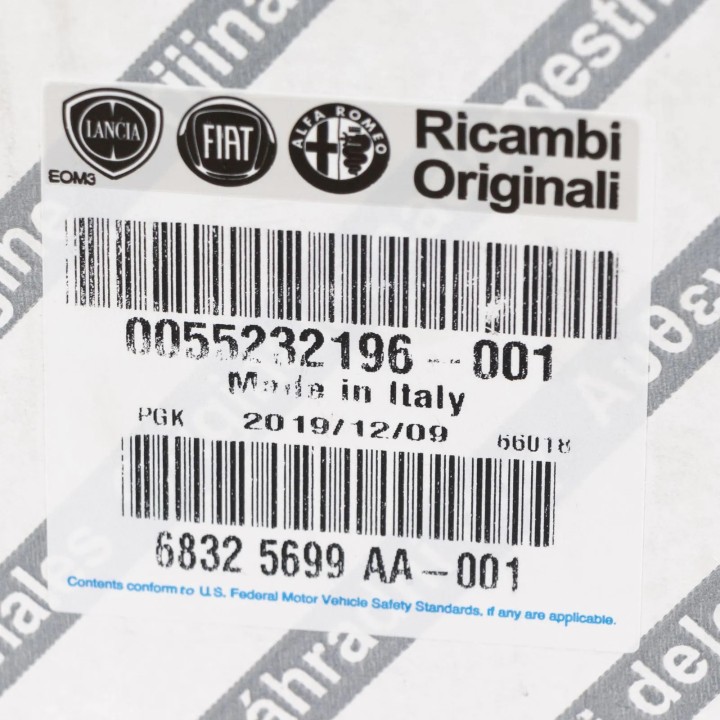 LANCIA
FIAT
ALFA ROMEO
Ricambi
Originali
EOM3
0055232196--001
Made in Italy
PGK 2019/12/09 66018
6832 5699 AA-001
Contents conform to U.S. Federal Motor Vehicle Safety Standards, if any are applicable.